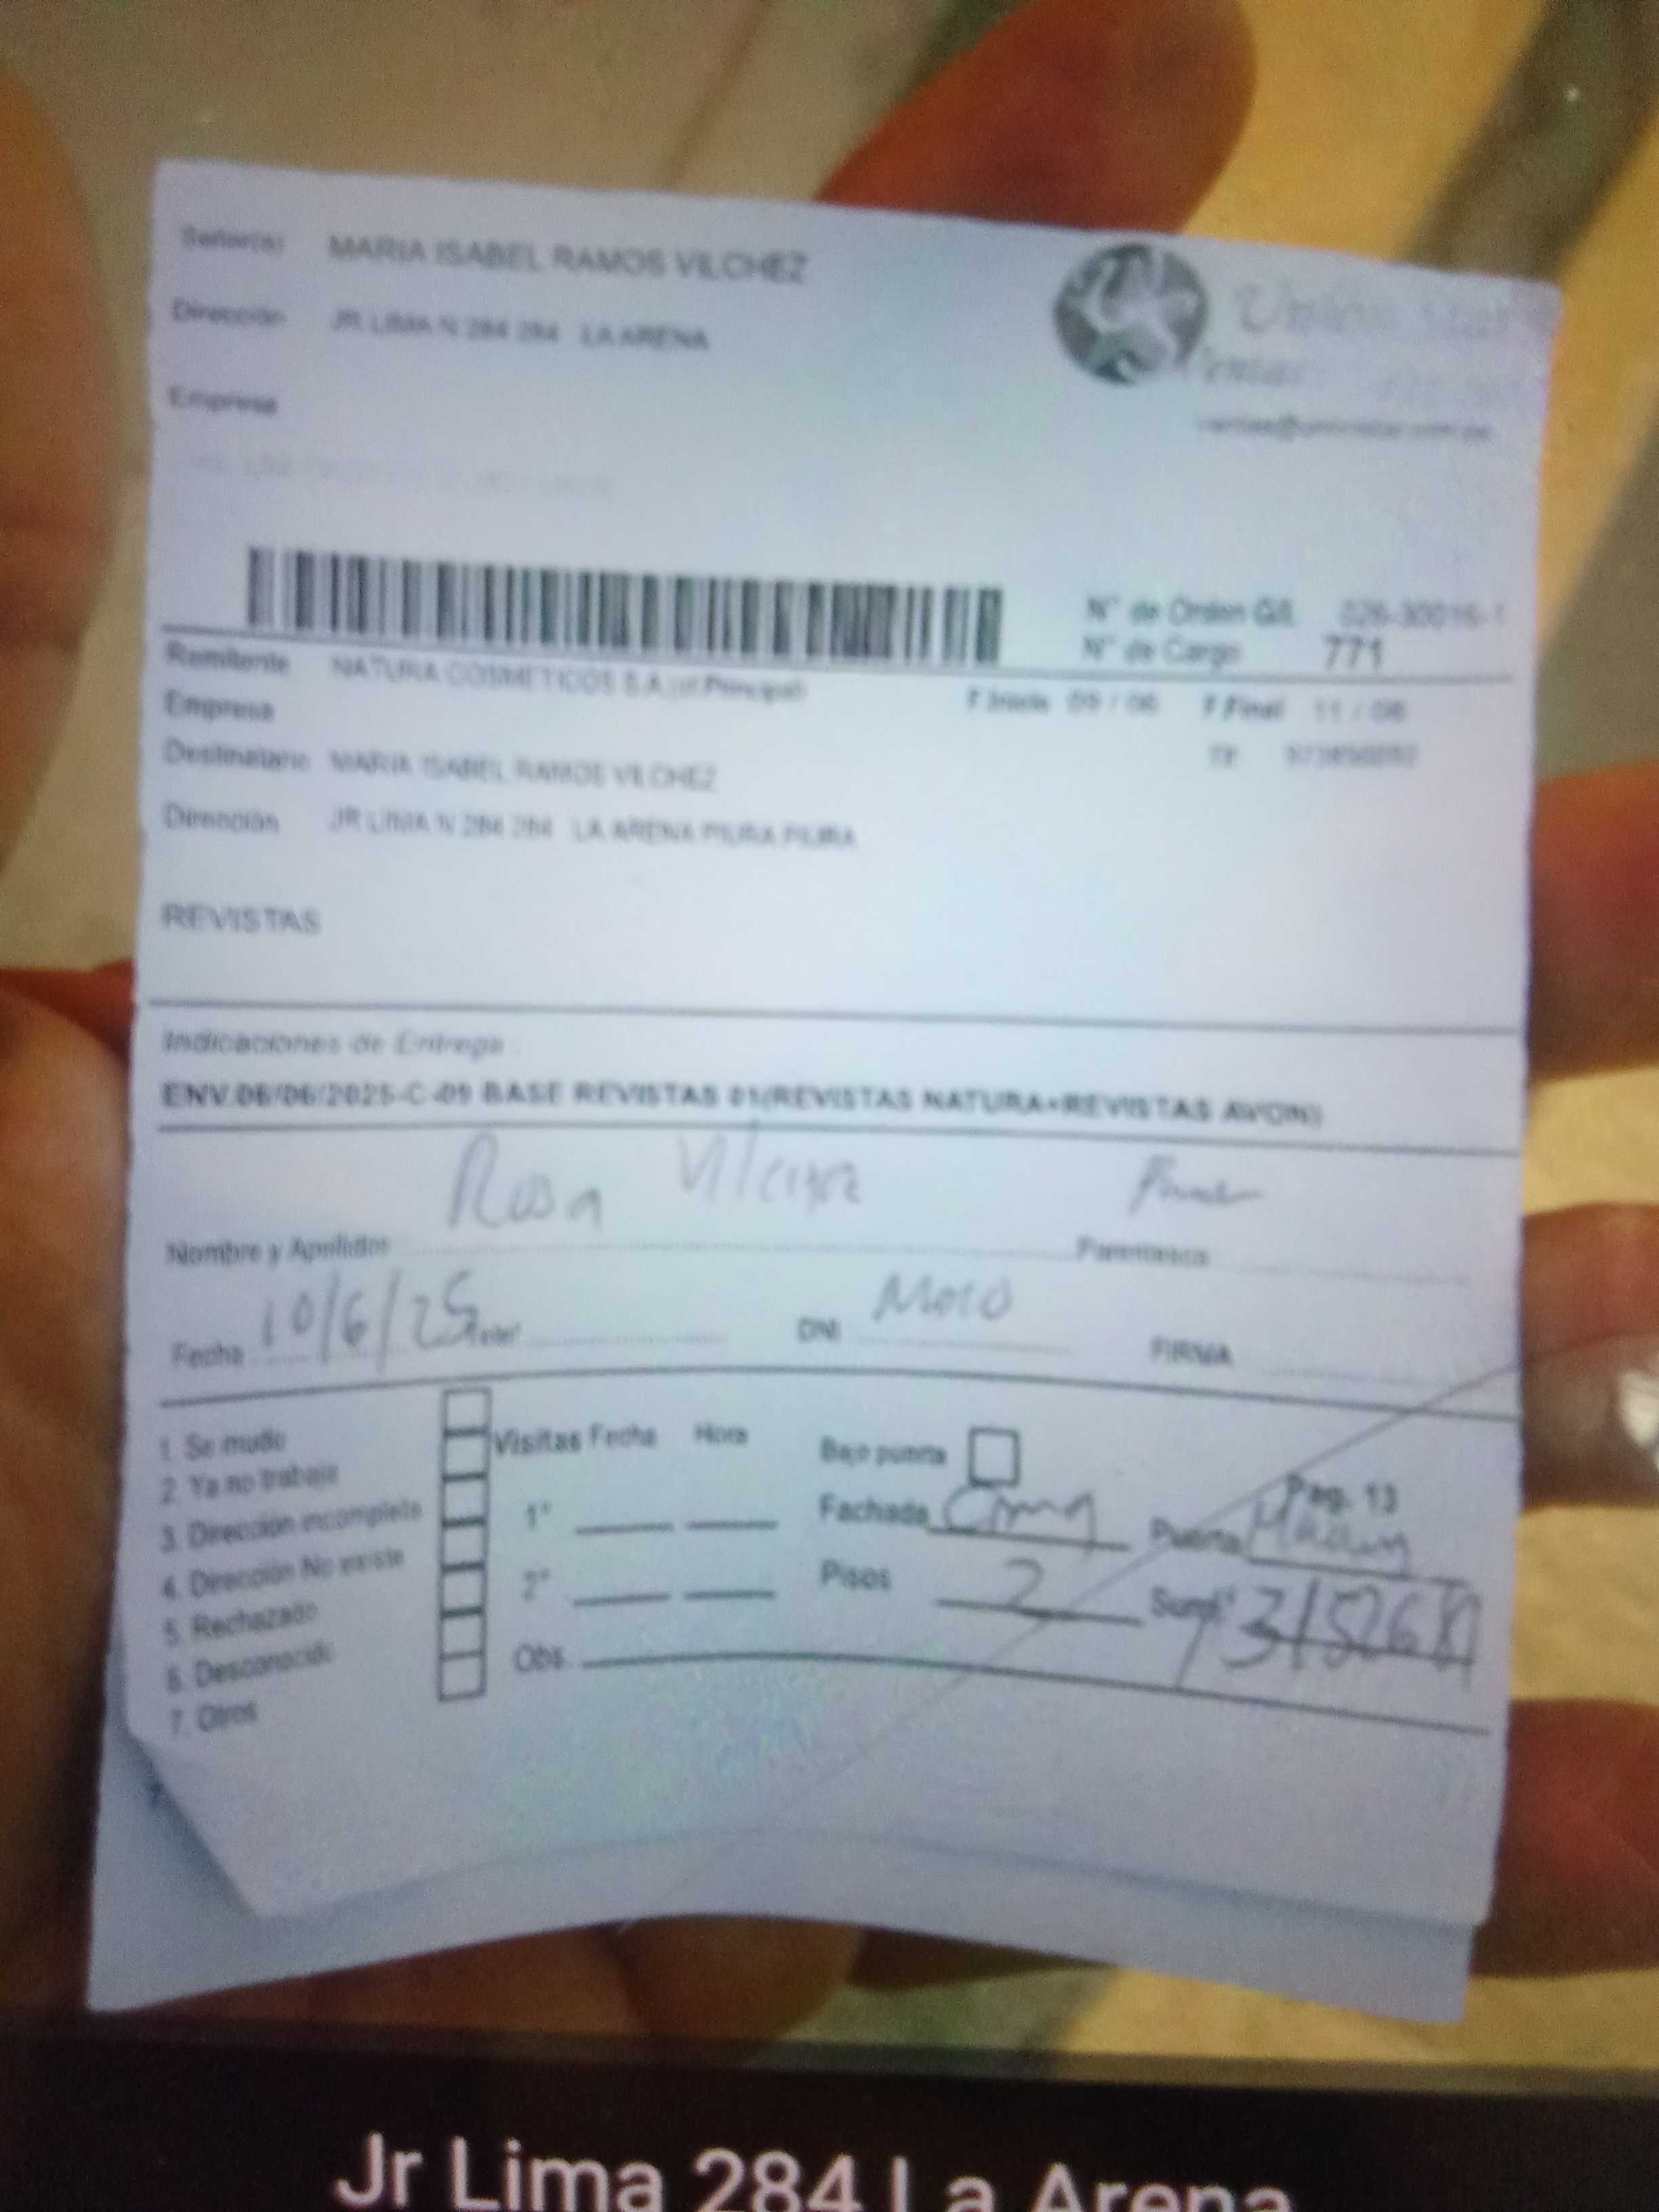 Señor(a) MARIA ISABEL RAMOS VILCHEZ
Dirección JR LIMA N 284 284 LA ARENA
Empresa
N° de Orden G/L 026-30016-1
N° de Cargo 771
Remitente NATURA COSMETICOS S.A. Principal)
Empresa F.Inicio 09 / 06 F.Final 11 / 06
Destinatario MARIA ISABEL RAMOS VILCHEZ
Dirección JR LIMA N 284 284 LA ARENA PIURA PIURA
REVISTAS
Indicaciones de Entrega
ENV.06/06/2025-C-09 BASE REVISTAS 01(REVISTAS NATURA+REVISTAS AVON)
Rosa
Nombre y Apellidos Parentesco
Fecha 10/6/25 DNI FIRMA
1. Se mudo
2. Ya no trabaja
3. Dirección incompleta
4. Dirección No existe
5. Rechazado
6. Desconocido
7. Otros
Visitas Fecha Hora
1°
2°
Obs.
Bajo puerta
Pag. 13
Fachada Puerta
Pisos 2
Jr Lima 284 La Arena